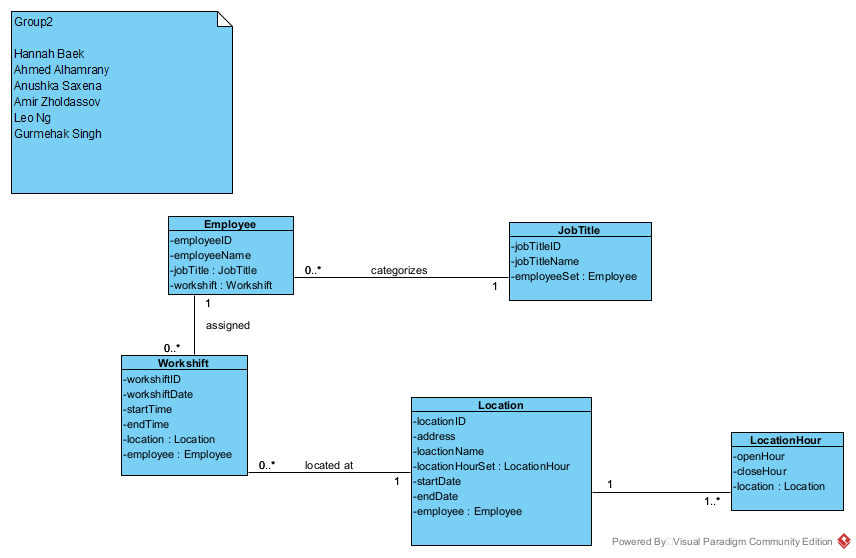 Group2
Hannah Baek
Ahmed Alhamrany
Anushka Saxena
Amir Zholdassov
Leo Ng
Gurmehak Singh
Employee
-employeeID
-employeeName
-jobTitle : JobTitle
-workshift : Workshift
0..*
categorizes
1
JobTitle
-jobTitleID
-jobTitleName
-employeeSet : Employee
1
assigned
0..*
Workshift
-workshiftID
-workshiftDate
-startTime
-endTime
-location : Location
-employee : Employee
0..*
located at
1
Location
-locationID
-address
-loactionName
-locationHourSet : LocationHour
-startDate
-endDate
-employee : Employee
1
1..*
LocationHour
-openHour
-closeHour
-location : Location
Powered By Visual Paradigm Community Edition